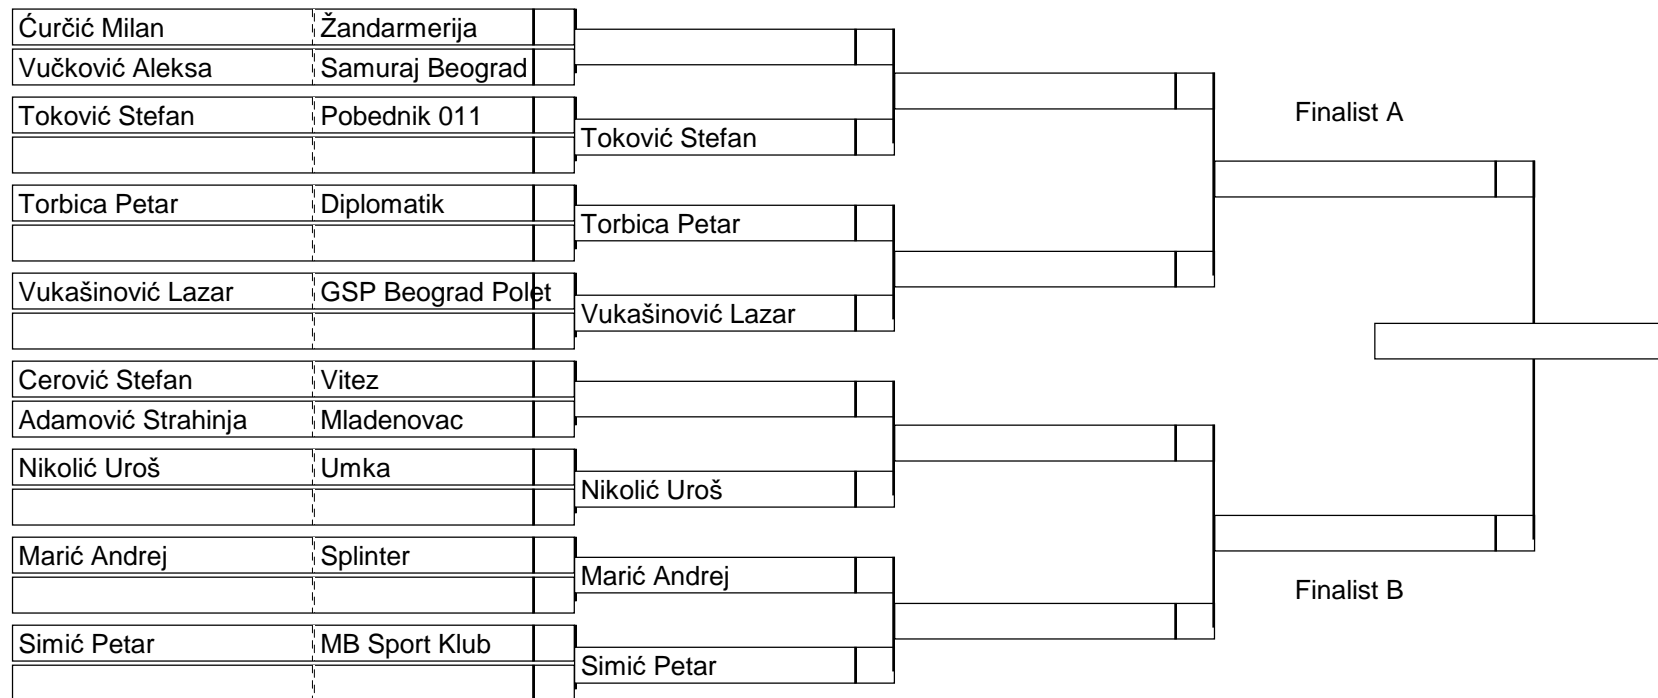 Ćurčić Milan Žandarmerija
Vučković Aleksa Samuraj Beograd
Toković Stefan Pobednik 011
Finalist A
Toković Stefan
Torbica Petar Diplomatik
Torbica Petar
Vukašinović Lazar GSP Beograd Polet
Vukašinović Lazar
Cerović Stefan Vitez
Adamović Strahinja Mladenovac
Nikolić Uroš Umka
Nikolić Uroš
Marić Andrej Splinter
Marić Andrej
Finalist B
Simić Petar MB Sport Klub
Simić Petar